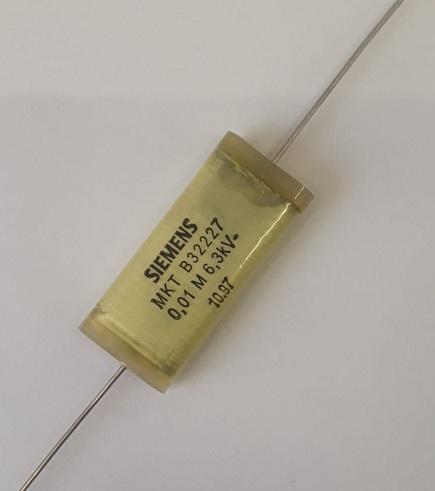 SIEMENS
MKT B32227
0,01 M 6,3kV-
10.97